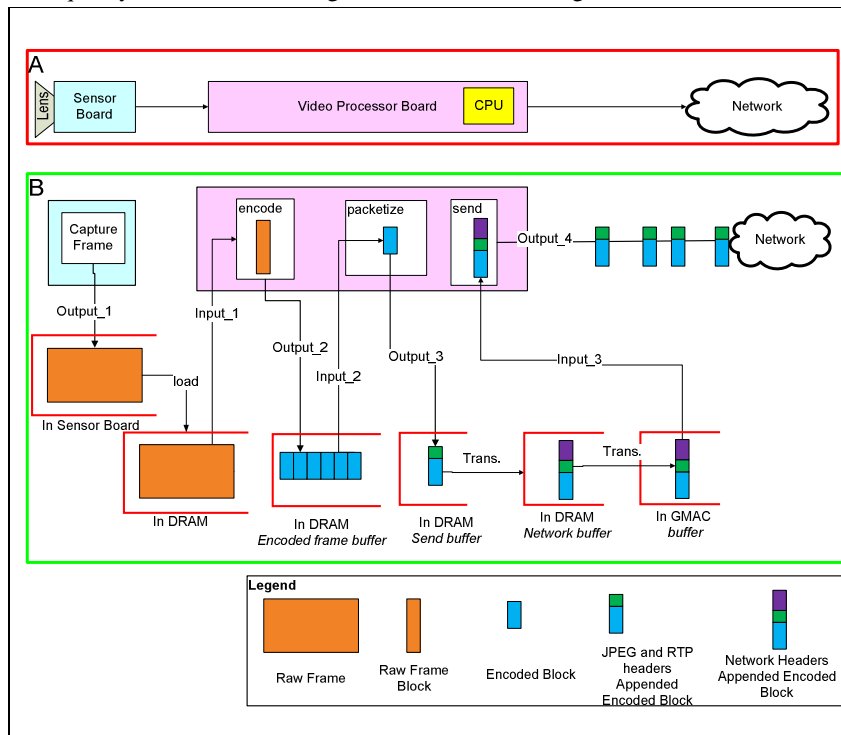 A
Lens
Sensor
Board
Video Processor Board
CPU
Network
B
Capture
Frame
encode
packetize
send
Output_4
Network
Output_1
Input_1
Output_2
Input_2
Output_3
Input_3
load
In Sensor Board
Trans.
Trans.
In DRAM
In DRAM
Encoded frame buffer
In DRAM
Send buffer
In DRAM
Network buffer
In GMAC
buffer
Legend
Raw Frame
Raw Frame
Block
Encoded Block
JPEG and RTP
headers
Appended
Encoded Block
Network Headers
Appended Encoded
Block